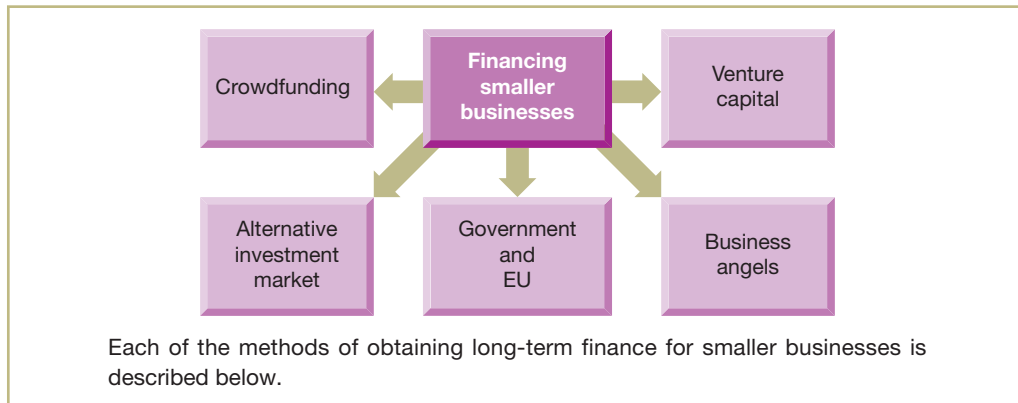 Crowdfunding
Financing
smaller
businesses
Venture
capital
Alternative
investment
market
Government
and
EU
Business
angels
Each of the methods of obtaining long-term finance for smaller businesses is
described below.